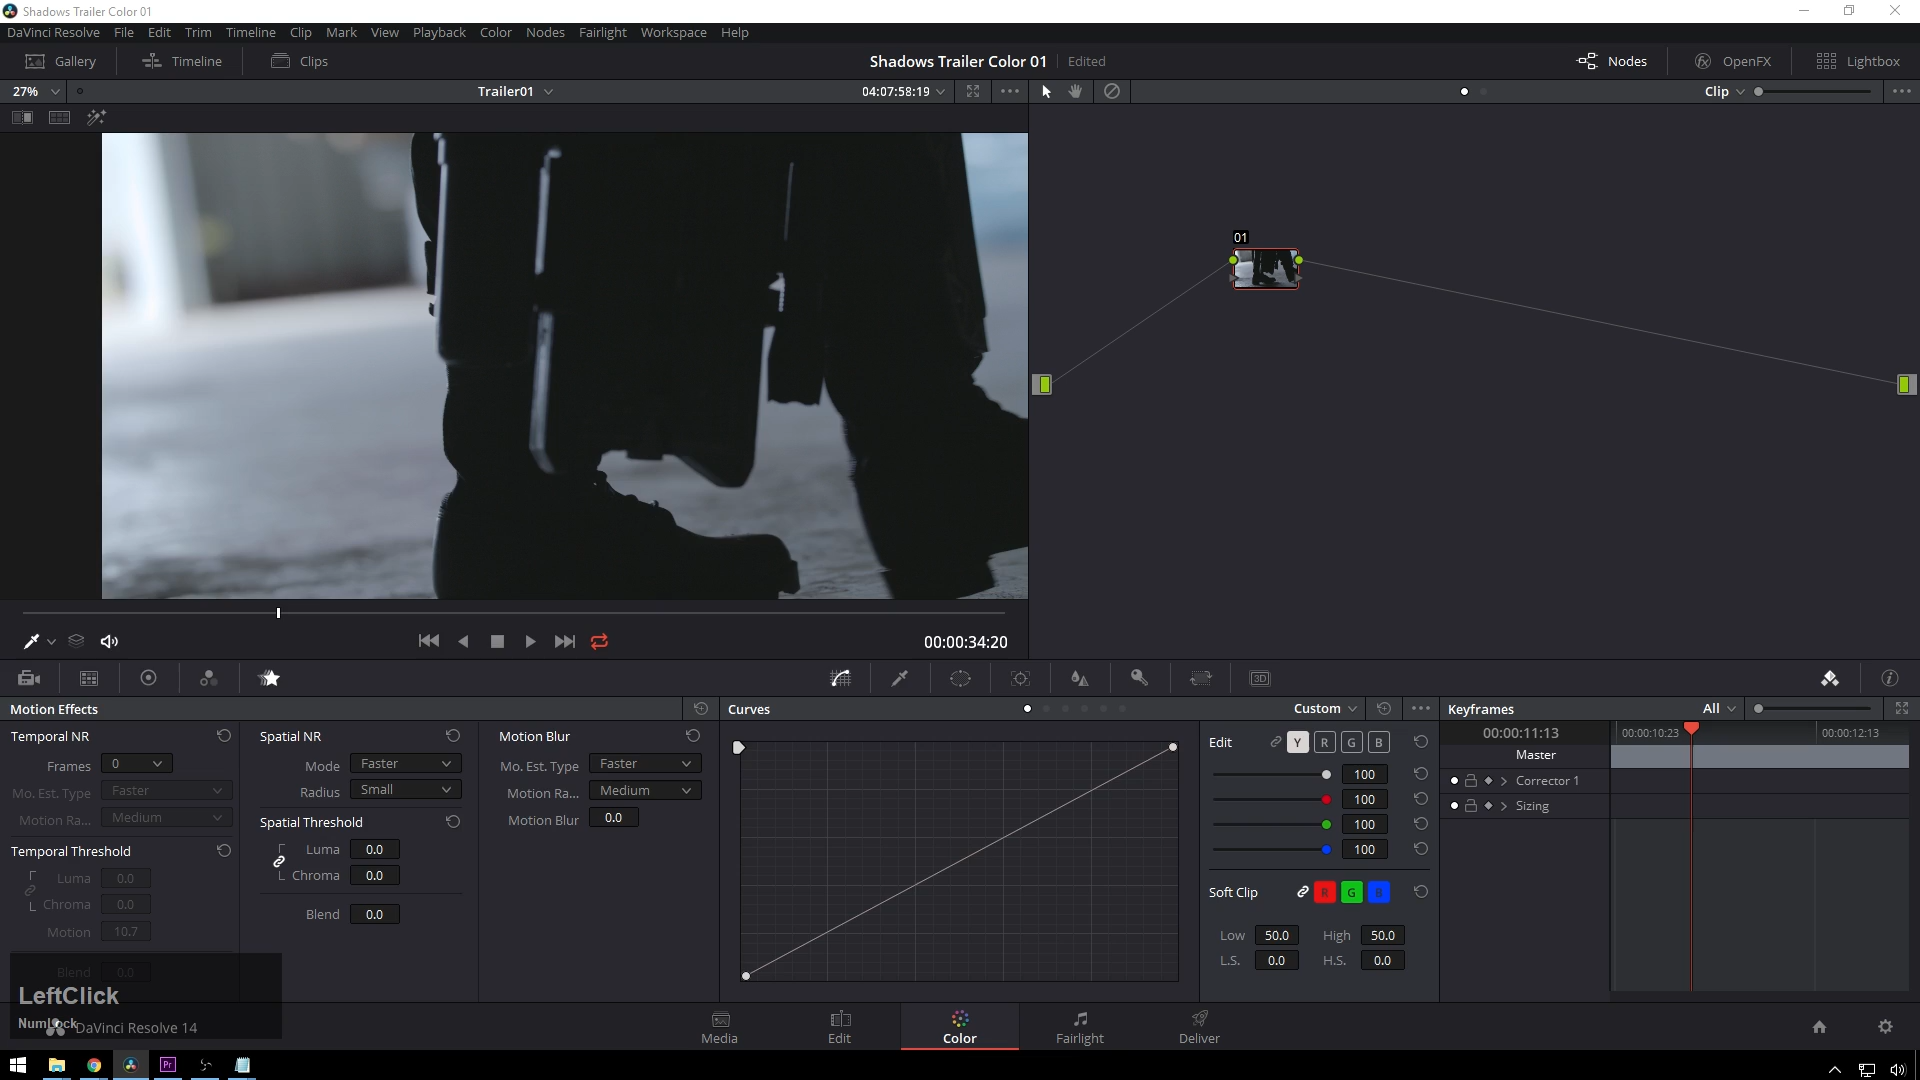 Shadows Trailer Color 01
DaVinci Resolve File Edit Trim Timeline Clip Mark View Playback Color Nodes Fairlight Workspace Help
Gallery Timeline Clips Shadows Trailer Color 01 Edited Nodes OpenFX Lightbox
27% Trailer01 04:07:58:19 Clip
01
00:00:34:20
3D
Motion Effects
Temporal NR
Frames 0
Mo. Est. Type Faster
Motion Ra... Medium
Temporal Threshold
Luma 0.0
Chroma 0.0
Motion 10.7
Blend 0.0
Spatial NR
Mode Faster
Radius Small
Spatial Threshold
Luma 0.0
Chroma 0.0
Blend 0.0
Motion Blur
Mo. Est. Type Faster
Motion Ra... Medium
Motion Blur 0.0
Curves Custom
Edit Y R G B
100
100
100
100
Soft Clip R G B
Low 50.0 High 50.0
L.S. 0.0 H.S. 0.0
Keyframes All
00:00:11:13 00:00:10:23 00:00:12:13
Master
Corrector 1
Sizing
LeftClick
NumLock
DaVinci Resolve 14
Media Edit Color Fairlight Deliver
Pr